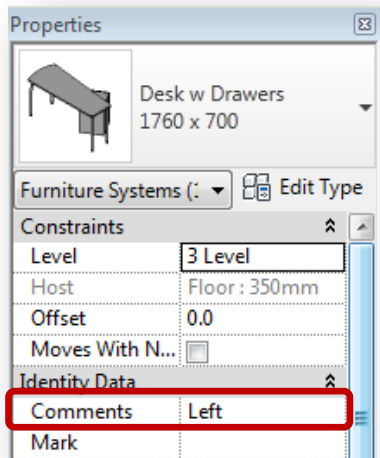 Properties
Desk w Drawers
1760 x 700
Furniture Systems (1 Edit Type
Constraints
Level 3 Level
Host Floor : 350mm
Offset 0.0
Moves With N...
Identity Data
Comments Left
Mark